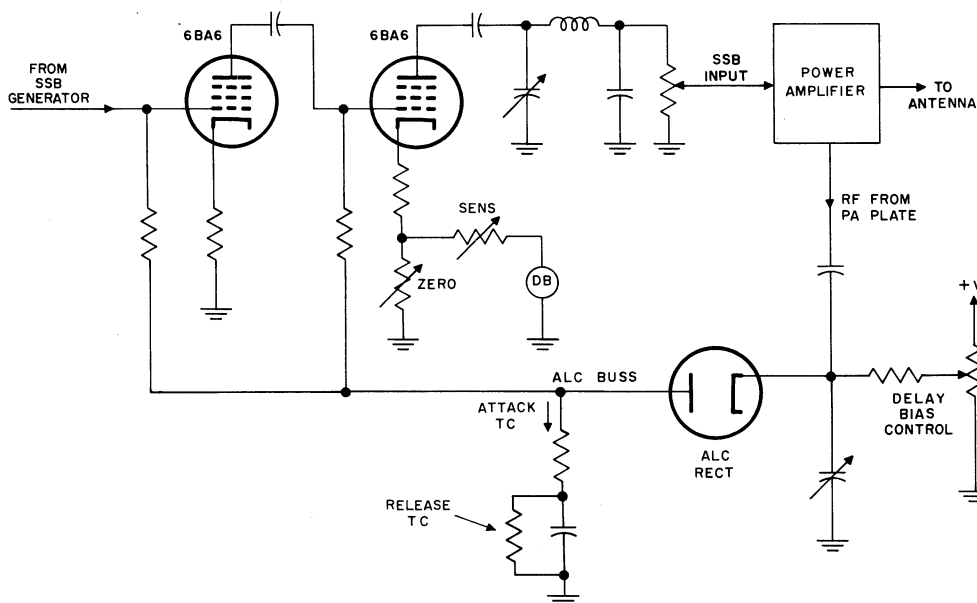 6BA6
6BA6
FROM
SSB
GENERATOR
SSB
INPUT
POWER
AMPLIFIER
TO
ANTENNA
RF FROM
PA PLATE
SENS
ZERO
DB
+V
ALC BUSS
ATTACK
TC
ALC
RECT
DELAY
BIAS
CONTROL
RELEASE
TC